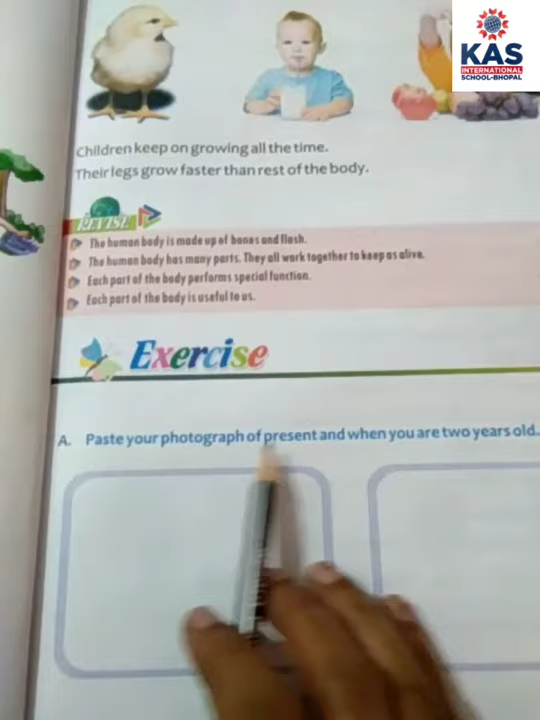 KAS
INTERNATIONAL
SCHOOL-BHOPAL
Children keep on growing all the time.
Their legs grow faster than rest of the body.
REVISE
The human body is made up of bones and flash.
The human body has many parts. They all work together to keep as alive.
Each part of the body performs special function.
Each part of the body is useful to us.
Exercise
A. Paste your photograph of present and when you are two years old.